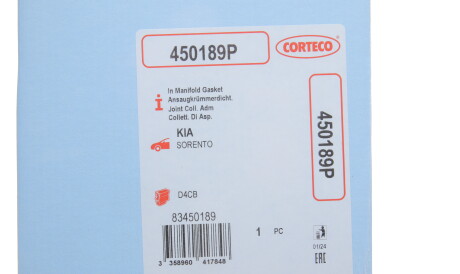 450189P
CORTECO
In Manifold Gasket
Ansaugkrümmerdicht.
Joint Coll. Adm
Collett. Di Asp.
KIA
SORENTO
450189P
D4CB
83450189
1 PC
01/24
EAC
3 358960 417848